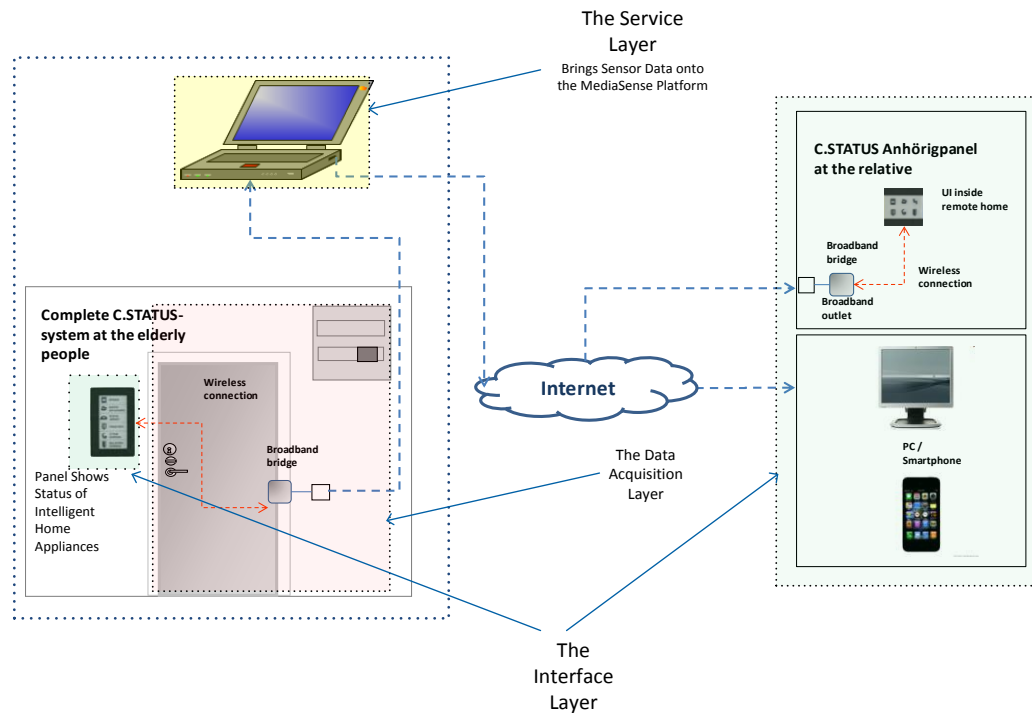 The Service
Layer
Brings Sensor Data onto
the MediaSense Platform
C.STATUS Anhörigpanel
at the relative
UI inside
remote home
Broadband
bridge
Wireless
connection
Broadband
outlet
Complete C.STATUS-
system at the elderly
people
Wireless
connection
Broadband
bridge
Panel Shows
Status of
Intelligent
Home
Appliances
Internet
PC /
Smartphone
The Data
Acquisition
Layer
The
Interface
Layer